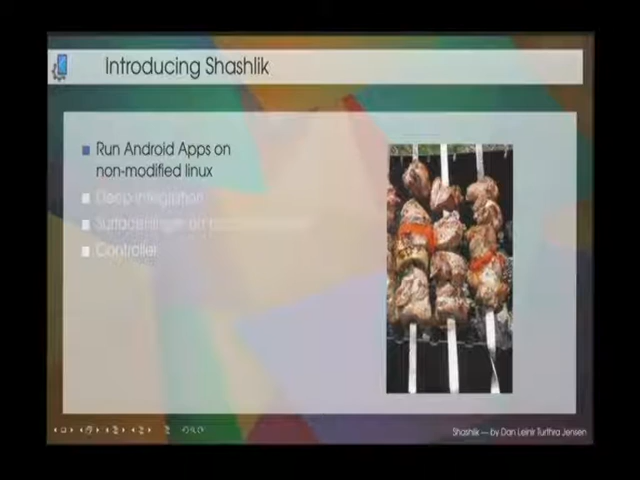 Introducing Shashlik
Run Android Apps on
non-modified linux
Deep integration
Controller
Shashlik — by Dan Leinir Turthra Jensen